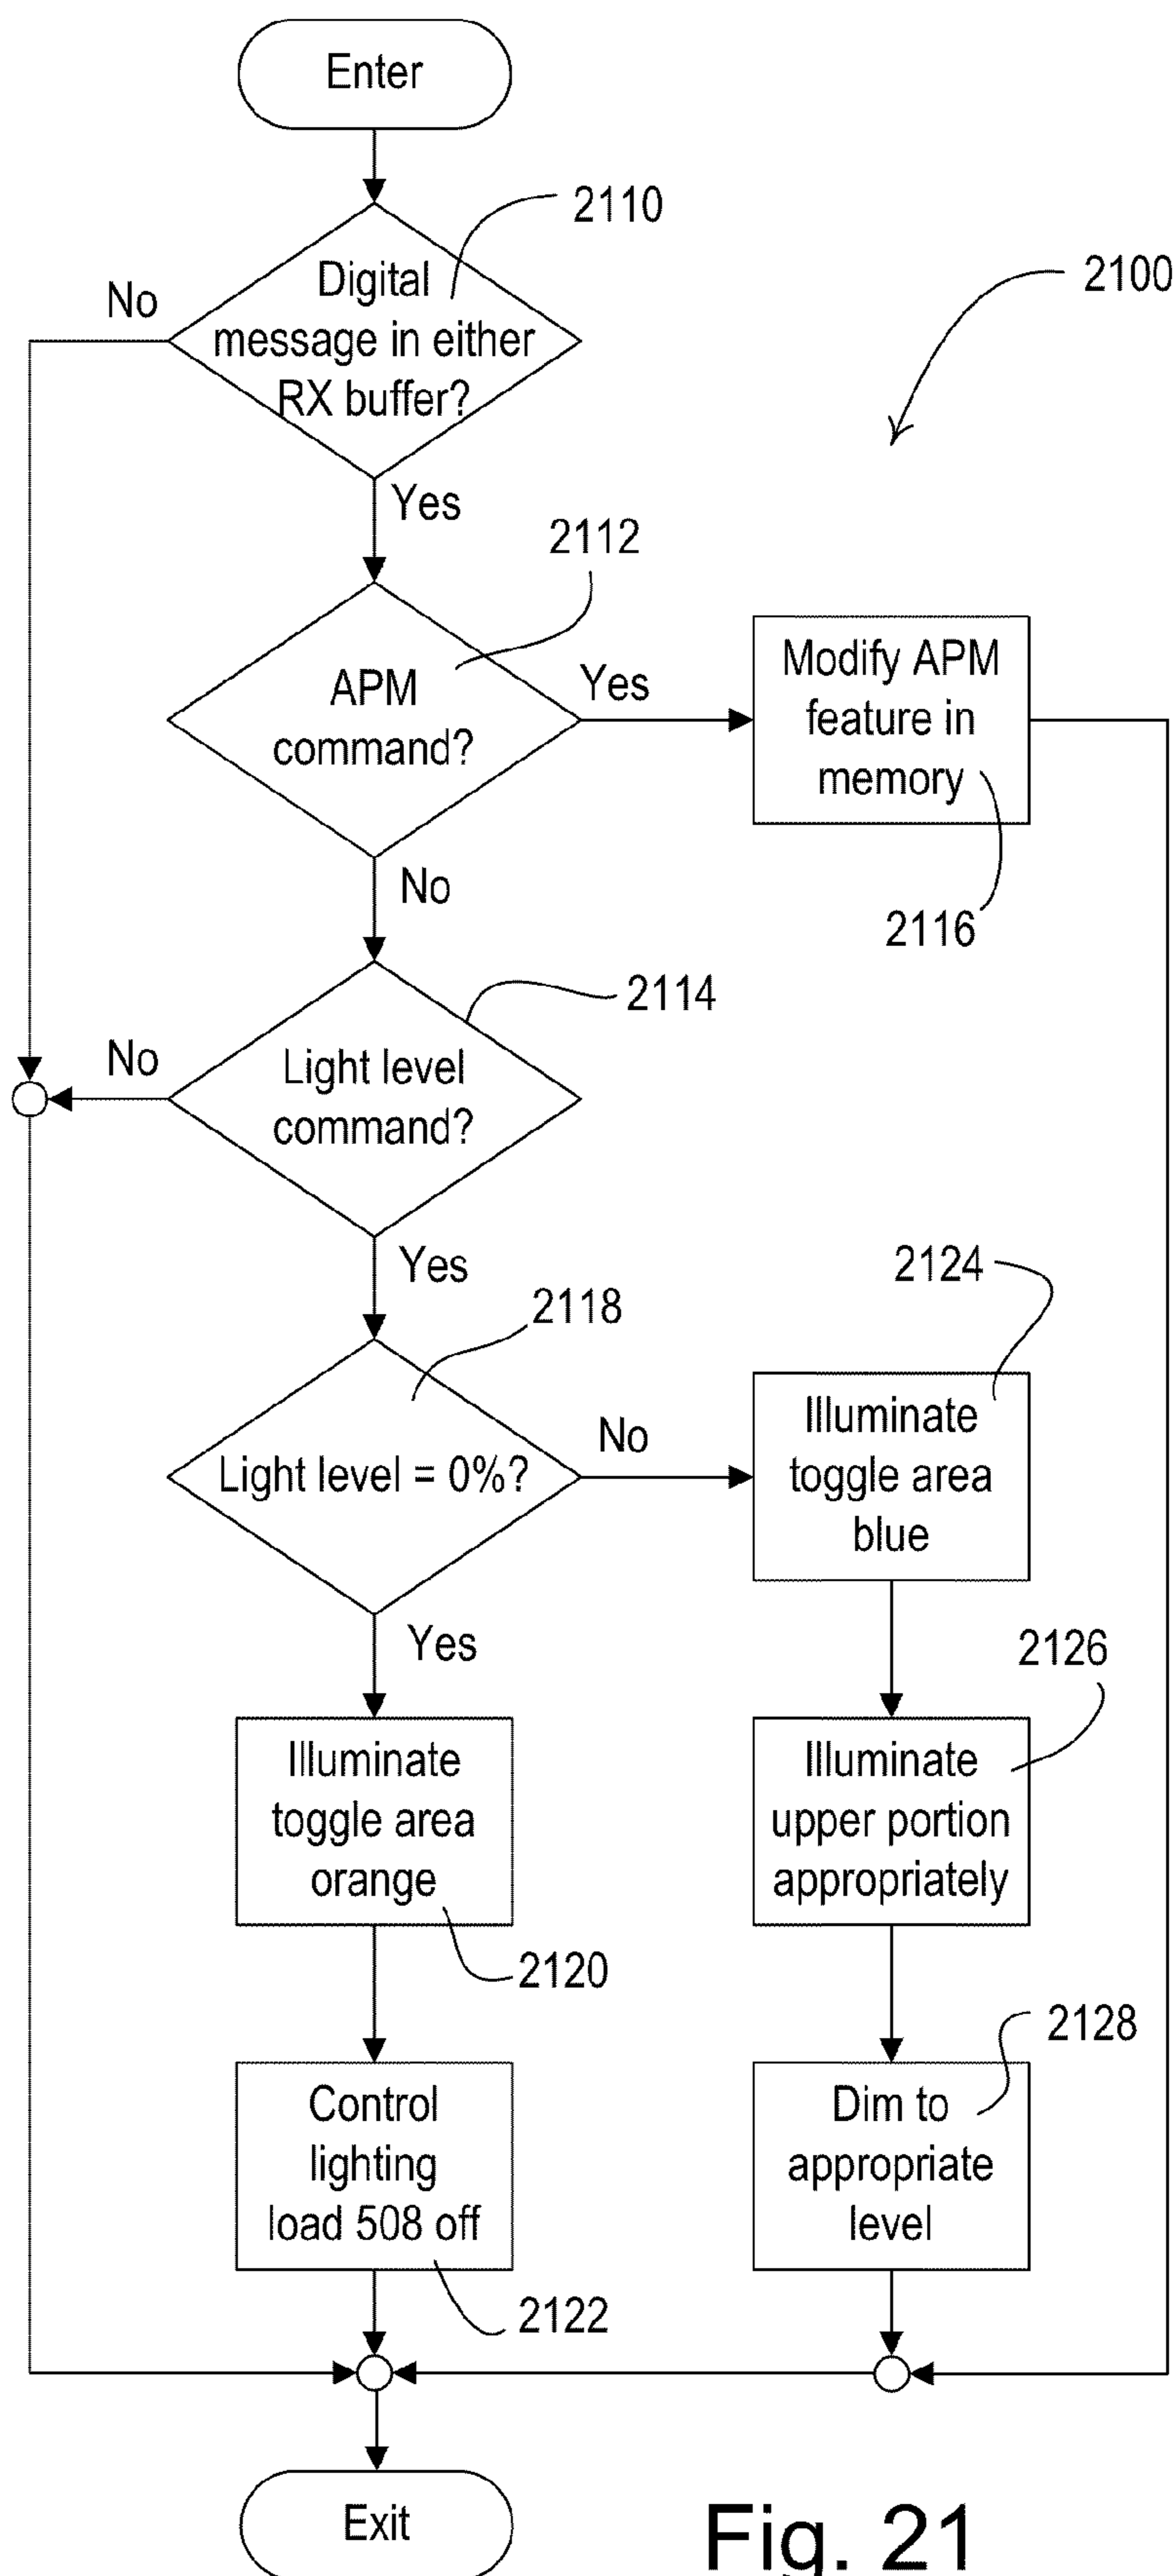 Enter
2110
Digital
message in either
RX buffer?
No
2100
Yes
2112
APM
command?
Yes
Modify APM
feature in
memory
No
2116
2114
Light level
command?
No
Yes
2124
2118
Light level = 0%?
No
Illuminate
toggle area
blue
Yes
2126
Illuminate
toggle area
orange
Illuminate
upper portion
appropriately
2120
2128
Control
lighting
load 508 off
Dim to
appropriate
level
2122
Exit
Fig. 21